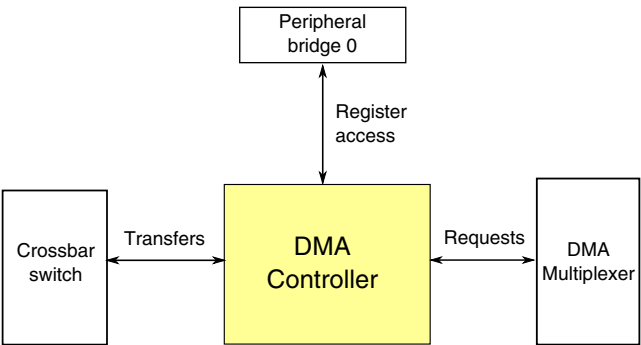 Peripheral
bridge 0
Register
access
Crossbar
switch
Transfers
DMA
Controller
Requests
DMA
Multiplexer